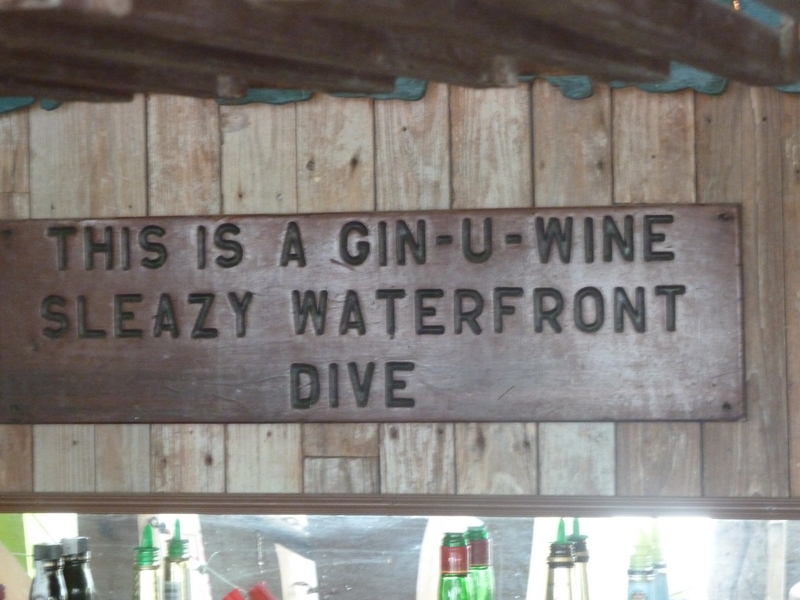 THIS IS A GIN-U-WINE
SLEAZY WATERFRONT
DIVE